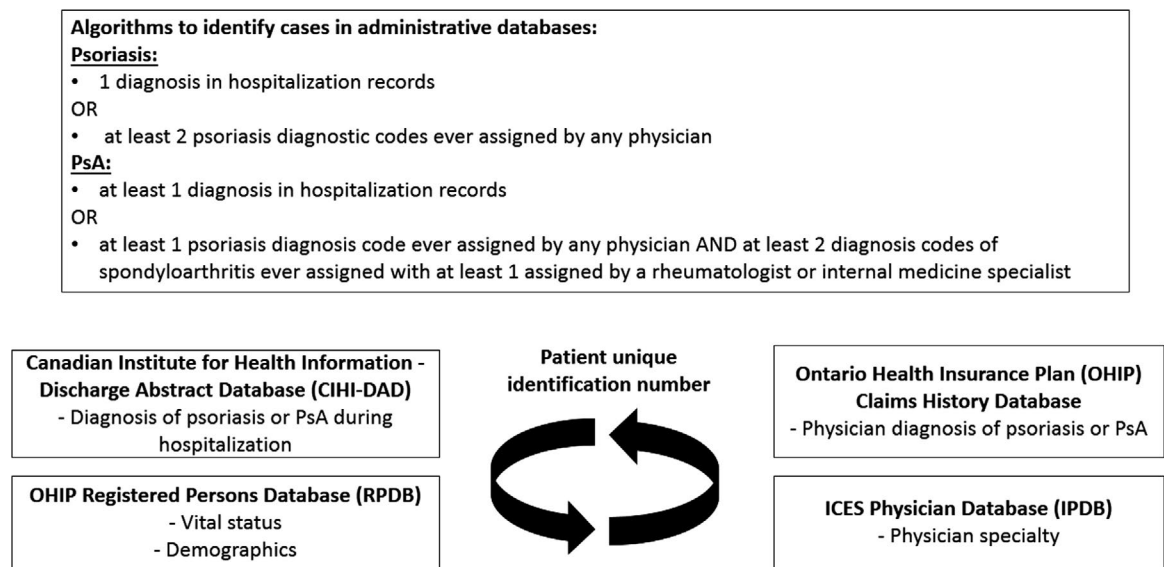 Algorithms to identify cases in administrative databases:
Psoriasis:
• 1 diagnosis in hospitalization records
OR
• at least 2 psoriasis diagnostic codes ever assigned by any physician
PsA:
• at least 1 diagnosis in hospitalization records
OR
• at least 1 psoriasis diagnosis code ever assigned by any physician AND at least 2 diagnosis codes of
spondyloarthritis ever assigned with at least 1 assigned by a rheumatologist or internal medicine specialist
Canadian Institute for Health Information -
Discharge Abstract Database (CIHI-DAD)
- Diagnosis of psoriasis or PsA during
hospitalization
OHIP Registered Persons Database (RPDB)
- Vital status
- Demographics
Patient unique
identification number
Ontario Health Insurance Plan (OHIP)
Claims History Database
- Physician diagnosis of psoriasis or PsA
ICES Physician Database (IPDB)
- Physician specialty